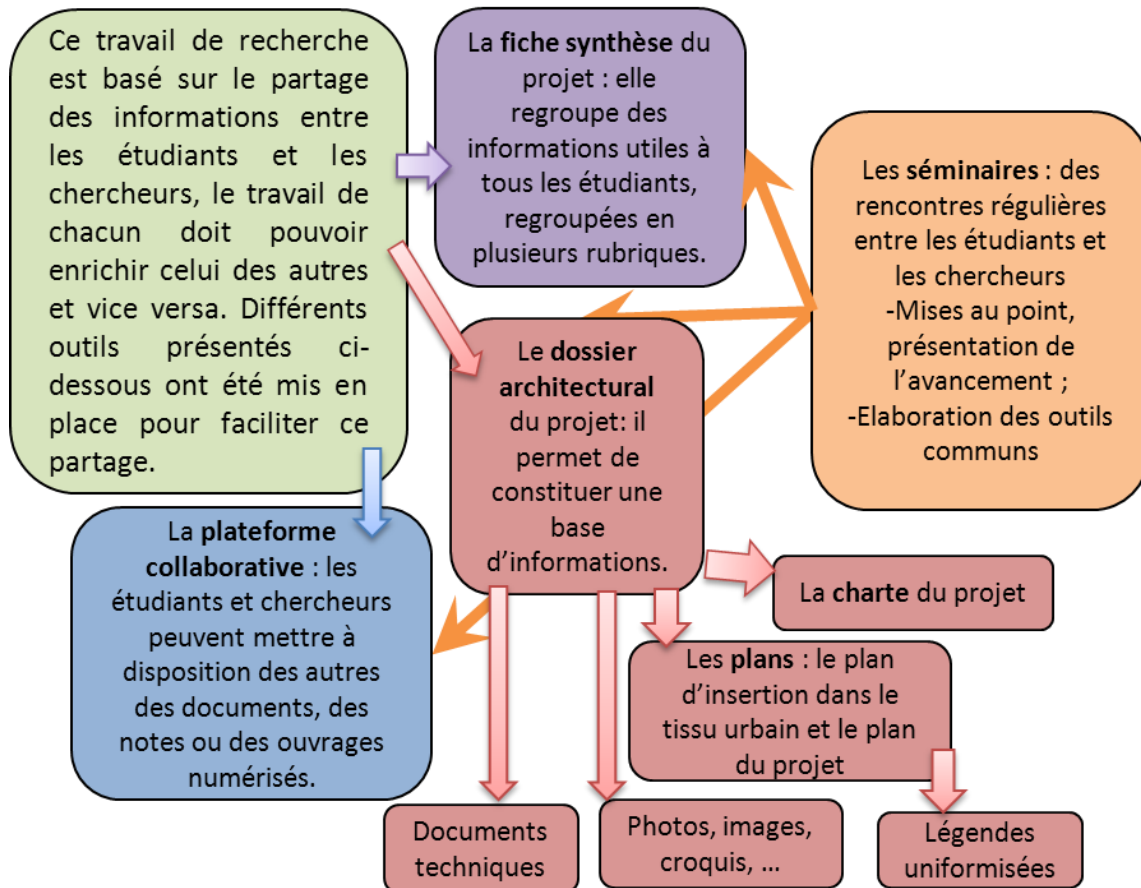 Ce travail de recherche
est basé sur le partage
des informations entre
les étudiants et les
chercheurs, le travail de
chacun doit pouvoir
enrichir celui des autres
et vice versa. Différents
outils présentés ci-
dessous ont été mis en
place pour faciliter ce
partage.
La fiche synthèse du
projet : elle
regroupe des
informations utiles à
tous les étudiants,
regroupées en
plusieurs rubriques.
Les séminaires : des
rencontres régulières
entre les étudiants et
les chercheurs
-Mises au point,
présentation de
l’avancement ;
-Elaboration des outils
communs
Le dossier
architectural
du projet: il
permet de
constituer une
base
d’informations.
La plateforme
collaborative : les
étudiants et chercheurs
peuvent mettre à
disposition des autres
des documents, des
notes ou des ouvrages
numérisés.
La charte du projet
Les plans : le plan
d’insertion dans le
tissu urbain et le plan
du projet
Documents
techniques
Photos, images,
croquis, ...
Légendes
uniformisées